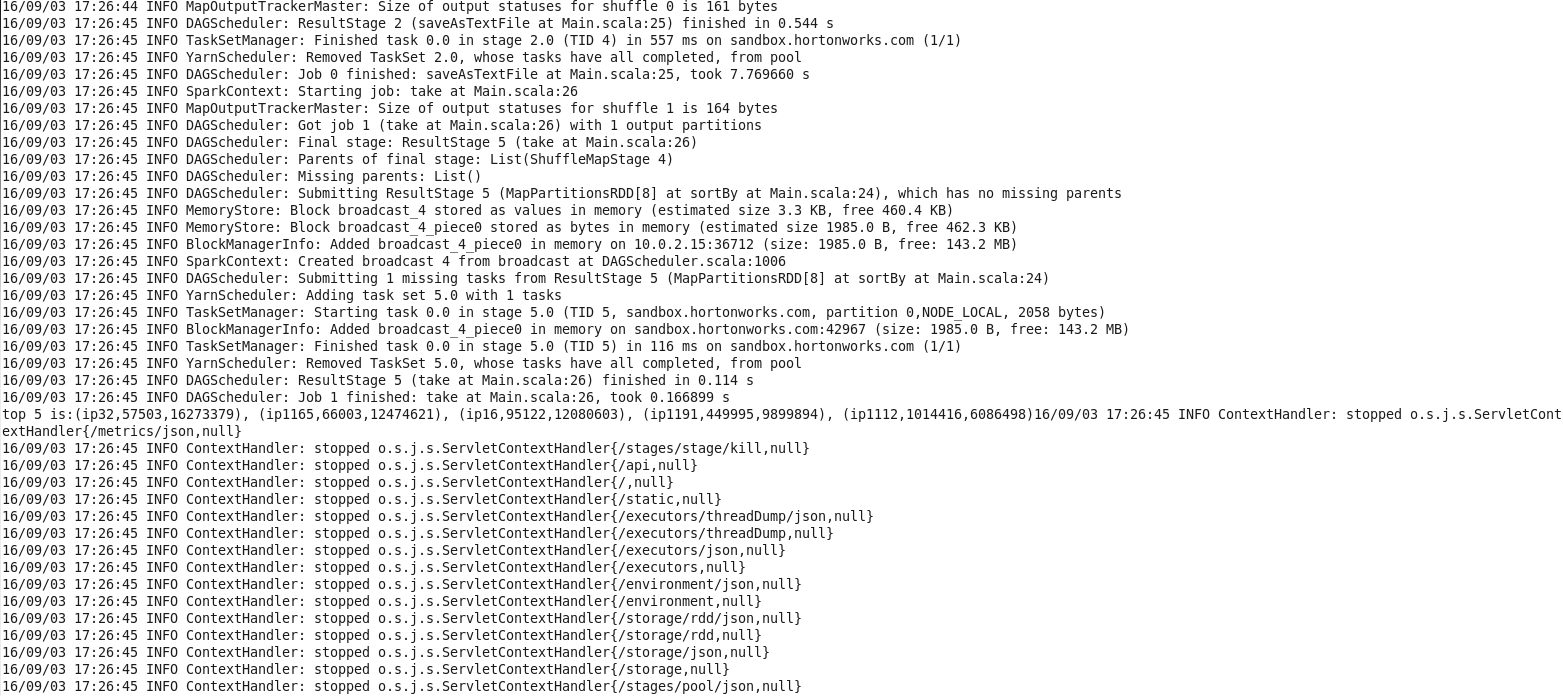 16/09/03 17:26:44 INFO MapOutputTrackerMaster: Size of output statuses for shuffle 0 is 161 bytes
16/09/03 17:26:45 INFO DAGScheduler: ResultStage 2 (saveAsTextFile at Main.scala:25) finished in 0.544 s
16/09/03 17:26:45 INFO TaskSetManager: Finished task 0.0 in stage 2.0 (TID 4) in 557 ms on sandbox.hortonworks.com (1/1)
16/09/03 17:26:45 INFO YarnScheduler: Removed TaskSet 2.0, whose tasks have all completed, from pool
16/09/03 17:26:45 INFO DAGScheduler: Job 0 finished: saveAsTextFile at Main.scala:25, took 7.769660 s
16/09/03 17:26:45 INFO SparkContext: Starting job: take at Main.scala:26
16/09/03 17:26:45 INFO MapOutputTrackerMaster: Size of output statuses for shuffle 1 is 164 bytes
16/09/03 17:26:45 INFO DAGScheduler: Got job 1 (take at Main.scala:26) with 1 output partitions
16/09/03 17:26:45 INFO DAGScheduler: Final stage: ResultStage 5 (take at Main.scala:26)
16/09/03 17:26:45 INFO DAGScheduler: Parents of final stage: List(ShuffleMapStage 4)
16/09/03 17:26:45 INFO DAGScheduler: Missing parents: List()
16/09/03 17:26:45 INFO DAGScheduler: Submitting ResultStage 5 (MapPartitionsRDD[8] at sortBy at Main.scala:24), which has no missing parents
16/09/03 17:26:45 INFO MemoryStore: Block broadcast_4 stored as values in memory (estimated size 3.3 KB, free 460.4 KB)
16/09/03 17:26:45 INFO MemoryStore: Block broadcast_4_piece0 stored as bytes in memory (estimated size 1985.0 B, free 462.3 KB)
16/09/03 17:26:45 INFO BlockManagerInfo: Added broadcast_4_piece0 in memory on 10.0.2.15:36712 (size: 1985.0 B, free: 143.2 MB)
16/09/03 17:26:45 INFO SparkContext: Created broadcast 4 from broadcast at DAGScheduler.scala:1006
16/09/03 17:26:45 INFO DAGScheduler: Submitting 1 missing tasks from ResultStage 5 (MapPartitionsRDD[8] at sortBy at Main.scala:24)
16/09/03 17:26:45 INFO YarnScheduler: Adding task set 5.0 with 1 tasks
16/09/03 17:26:45 INFO TaskSetManager: Starting task 0.0 in stage 5.0 (TID 5, sandbox.hortonworks.com, partition 0,NODE_LOCAL, 2058 bytes)
16/09/03 17:26:45 INFO BlockManagerInfo: Added broadcast_4_piece0 in memory on sandbox.hortonworks.com:42967 (size: 1985.0 B, free: 143.2 MB)
16/09/03 17:26:45 INFO TaskSetManager: Finished task 0.0 in stage 5.0 (TID 5) in 116 ms on sandbox.hortonworks.com (1/1)
16/09/03 17:26:45 INFO YarnScheduler: Removed TaskSet 5.0, whose tasks have all completed, from pool
16/09/03 17:26:45 INFO DAGScheduler: ResultStage 5 (take at Main.scala:26) finished in 0.114 s
16/09/03 17:26:45 INFO DAGScheduler: Job 1 finished: take at Main.scala:26, took 0.166899 s
top 5 is:(ip32,57503,16273379), (ip1165,66003,12474621), (ip16,95122,12080603), (ip1191,449995,9899894), (ip1112,1014416,6086498)16/09/03 17:26:45 INFO ContextHandler: stopped o.s.j.s.ServletCont
extHandler{/metrics/json,null}
16/09/03 17:26:45 INFO ContextHandler: stopped o.s.j.s.ServletContextHandler{/stages/stage/kill,null}
16/09/03 17:26:45 INFO ContextHandler: stopped o.s.j.s.ServletContextHandler{/api,null}
16/09/03 17:26:45 INFO ContextHandler: stopped o.s.j.s.ServletContextHandler{/,null}
16/09/03 17:26:45 INFO ContextHandler: stopped o.s.j.s.ServletContextHandler{/static,null}
16/09/03 17:26:45 INFO ContextHandler: stopped o.s.j.s.ServletContextHandler{/executors/threadDump/json,null}
16/09/03 17:26:45 INFO ContextHandler: stopped o.s.j.s.ServletContextHandler{/executors/threadDump,null}
16/09/03 17:26:45 INFO ContextHandler: stopped o.s.j.s.ServletContextHandler{/executors/json,null}
16/09/03 17:26:45 INFO ContextHandler: stopped o.s.j.s.ServletContextHandler{/executors,null}
16/09/03 17:26:45 INFO ContextHandler: stopped o.s.j.s.ServletContextHandler{/environment/json,null}
16/09/03 17:26:45 INFO ContextHandler: stopped o.s.j.s.ServletContextHandler{/environment,null}
16/09/03 17:26:45 INFO ContextHandler: stopped o.s.j.s.ServletContextHandler{/storage/rdd/json,null}
16/09/03 17:26:45 INFO ContextHandler: stopped o.s.j.s.ServletContextHandler{/storage/rdd,null}
16/09/03 17:26:45 INFO ContextHandler: stopped o.s.j.s.ServletContextHandler{/storage/json,null}
16/09/03 17:26:45 INFO ContextHandler: stopped o.s.j.s.ServletContextHandler{/storage,null}
16/09/03 17:26:45 INFO ContextHandler: stopped o.s.j.s.ServletContextHandler{/stages/pool/json,null}